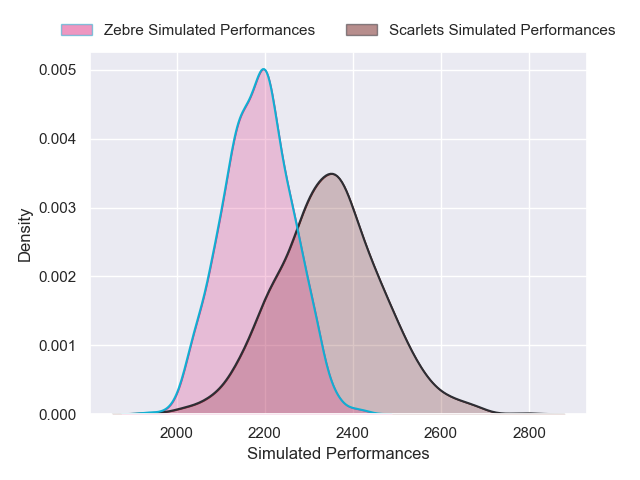 Zebre Simulated Performances Scarlets Simulated Performances
0.005
0.004
0.003
0.002
0.001
0.000
Density
2000 2200 2400 2600 2800
Simulated Performances